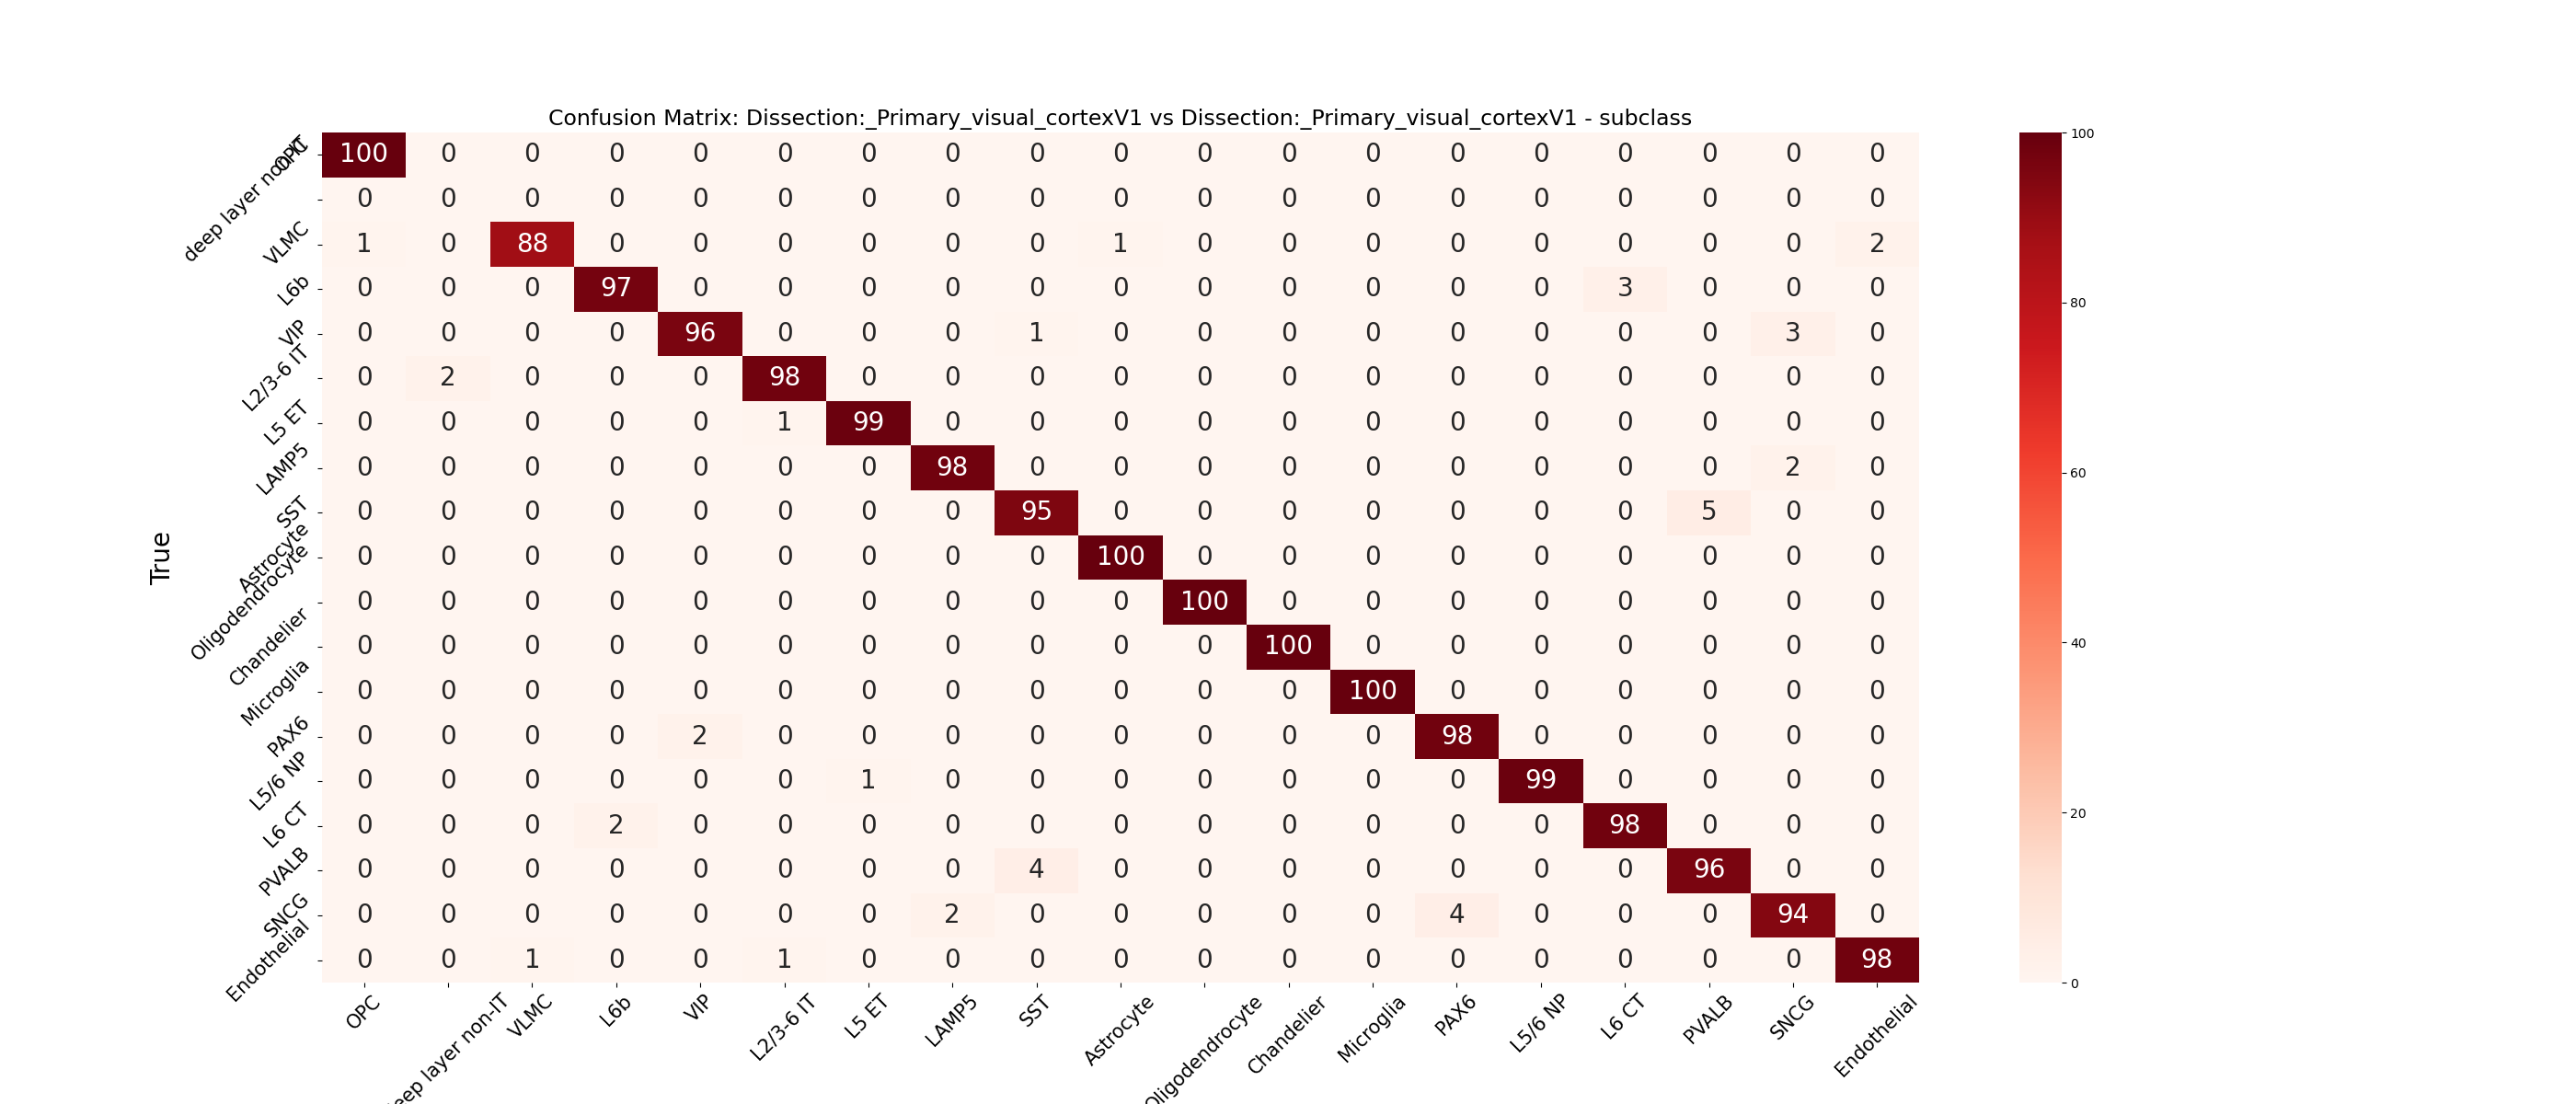 Confusion Matrix: Dissection:_Primary_visual_cortexV1 vs Dissection:_Primary_visual_cortexV1 - subclass
True
OPC 100 0 0 0 0 0 0 0 0 0 0 0 0 0 0 0 0 0 0
deep layer non-IT 0 0 0 0 0 0 0 0 0 0 0 0 0 0 0 0 0 0 0
VLMC 1 0 88 0 0 0 0 0 0 1 0 0 0 0 0 0 0 0 2
L6b 0 0 0 97 0 0 0 0 0 0 0 0 0 0 0 3 0 0 0
VIP 0 0 0 0 96 0 0 0 1 0 0 0 0 0 0 0 0 3 0
L2/3-6 IT 0 2 0 0 0 98 0 0 0 0 0 0 0 0 0 0 0 0 0
L5 ET 0 0 0 0 0 1 99 0 0 0 0 0 0 0 0 0 0 0 0
LAMP5 0 0 0 0 0 0 0 98 0 0 0 0 0 0 0 0 0 2 0
SST 0 0 0 0 0 0 0 0 95 0 0 0 0 0 0 0 5 0 0
Astrocyte 0 0 0 0 0 0 0 0 0 100 0 0 0 0 0 0 0 0 0
Oligodendrocyte 0 0 0 0 0 0 0 0 0 0 100 0 0 0 0 0 0 0 0
Chandelier 0 0 0 0 0 0 0 0 0 0 0 100 0 0 0 0 0 0 0
Microglia 0 0 0 0 0 0 0 0 0 0 0 0 100 0 0 0 0 0 0
PAX6 0 0 0 0 2 0 0 0 0 0 0 0 0 98 0 0 0 0 0
L5/6 NP 0 0 0 0 0 0 1 0 0 0 0 0 0 0 99 0 0 0 0
L6 CT 0 0 0 2 0 0 0 0 0 0 0 0 0 0 0 98 0 0 0
PVALB 0 0 0 0 0 0 0 0 4 0 0 0 0 0 0 0 96 0 0
SNCG 0 0 0 0 0 0 0 2 0 0 0 0 0 4 0 0 0 94 0
Endothelial 0 0 1 0 0 1 0 0 0 0 0 0 0 0 0 0 0 0 98
OPC eep layer non-IT VLMC L6b VIP L2/3-6 IT L5 ET LAMP5 SST Astrocyte Oligodendrocyte Chandelier Microglia PAX6 L5/6 NP L6 CT PVALB SNCG Endothelial
100
80
60
40
20
0